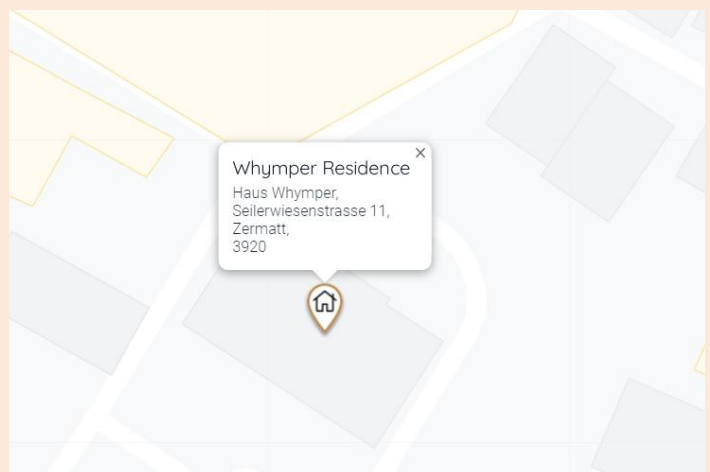 Whymper Residence
Haus Whymper,
Seilerwiesenstrasse 11,
Zermatt,
3920